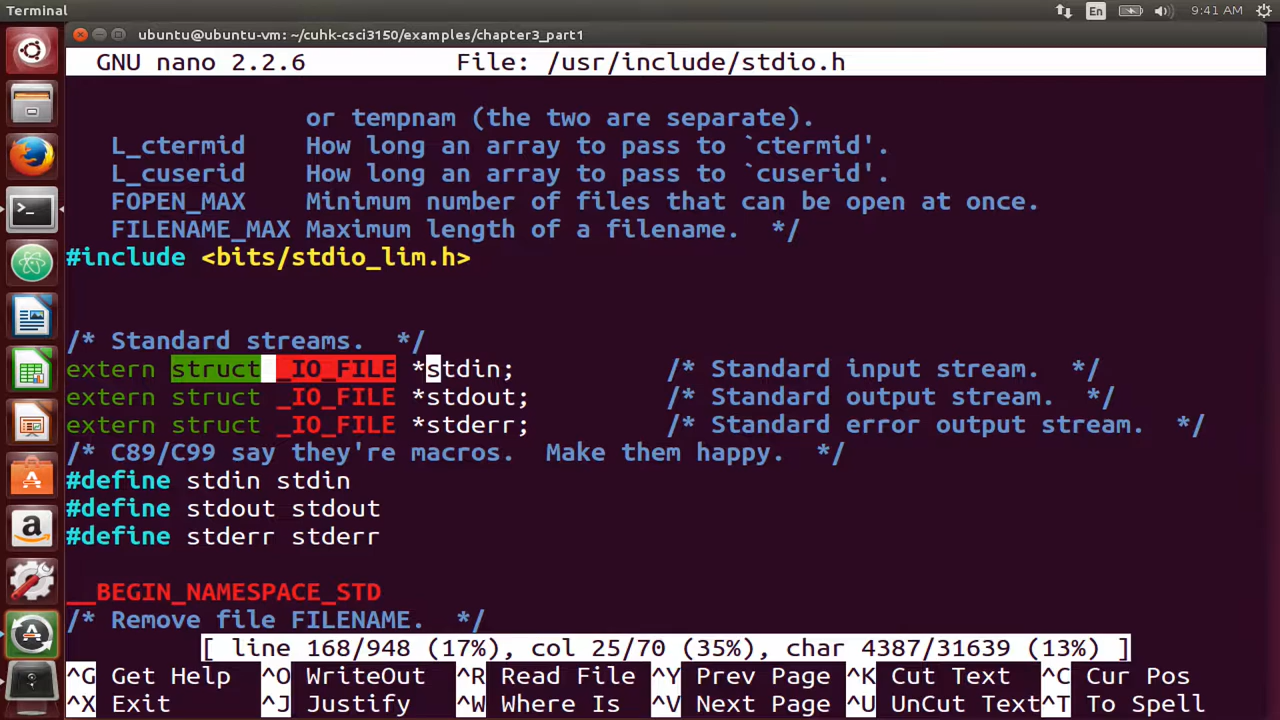 Terminal
En
9:41 AM
ubuntu@ubuntu-vm: ~/cuhk-csci3150/examples/chapter3_part1
GNU nano 2.2.6 File: /usr/include/stdio.h
or tempnam (the two are separate).
L_ctermid How long an array to pass to `ctermid'.
L_cuserid How long an array to pass to `cuserid'.
FOPEN_MAX Minimum number of files that can be open at once.
FILENAME_MAX Maximum length of a filename. */
#include <bits/stdio_lim.h>
/* Standard streams. */
extern struct _IO_FILE *stdin; /* Standard input stream. */
extern struct _IO_FILE *stdout; /* Standard output stream. */
extern struct _IO_FILE *stderr; /* Standard error output stream. */
/* C89/C99 say they're macros. Make them happy. */
#define stdin stdin
#define stdout stdout
#define stderr stderr
__BEGIN_NAMESPACE_STD
/* Remove file FILENAME. */
[ line 168/948 (17%), col 25/70 (35%), char 4387/31639 (13%) ]
^G Get Help ^O WriteOut ^R Read File ^Y Prev Page ^K Cut Text ^C Cur Pos
^X Exit ^J Justify ^W Where Is ^V Next Page ^U UnCut Text ^T To Spell